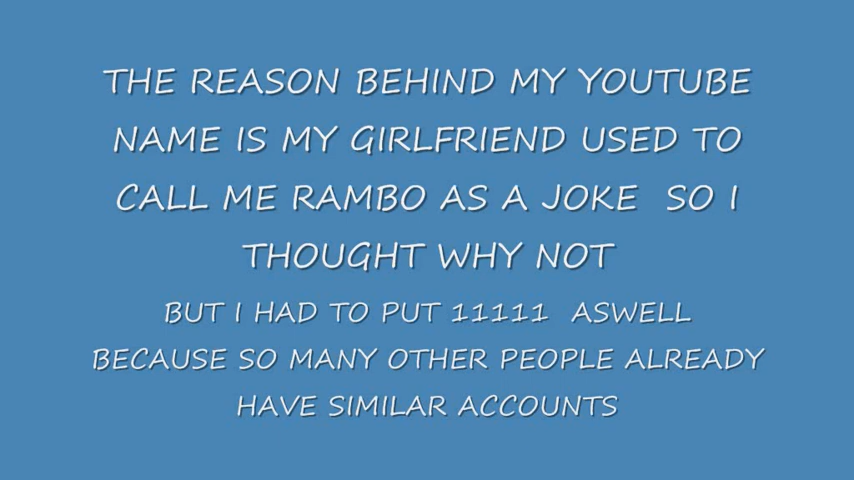 THE REASON BEHIND MY YOUTUBE
NAME IS MY GIRLFRIEND USED TO
CALL ME RAMBO AS A JOKE  SO I
THOUGHT WHY NOT
BUT I HAD TO PUT 11111  ASWELL
BECAUSE SO MANY OTHER PEOPLE ALREADY
HAVE SIMILAR ACCOUNTS